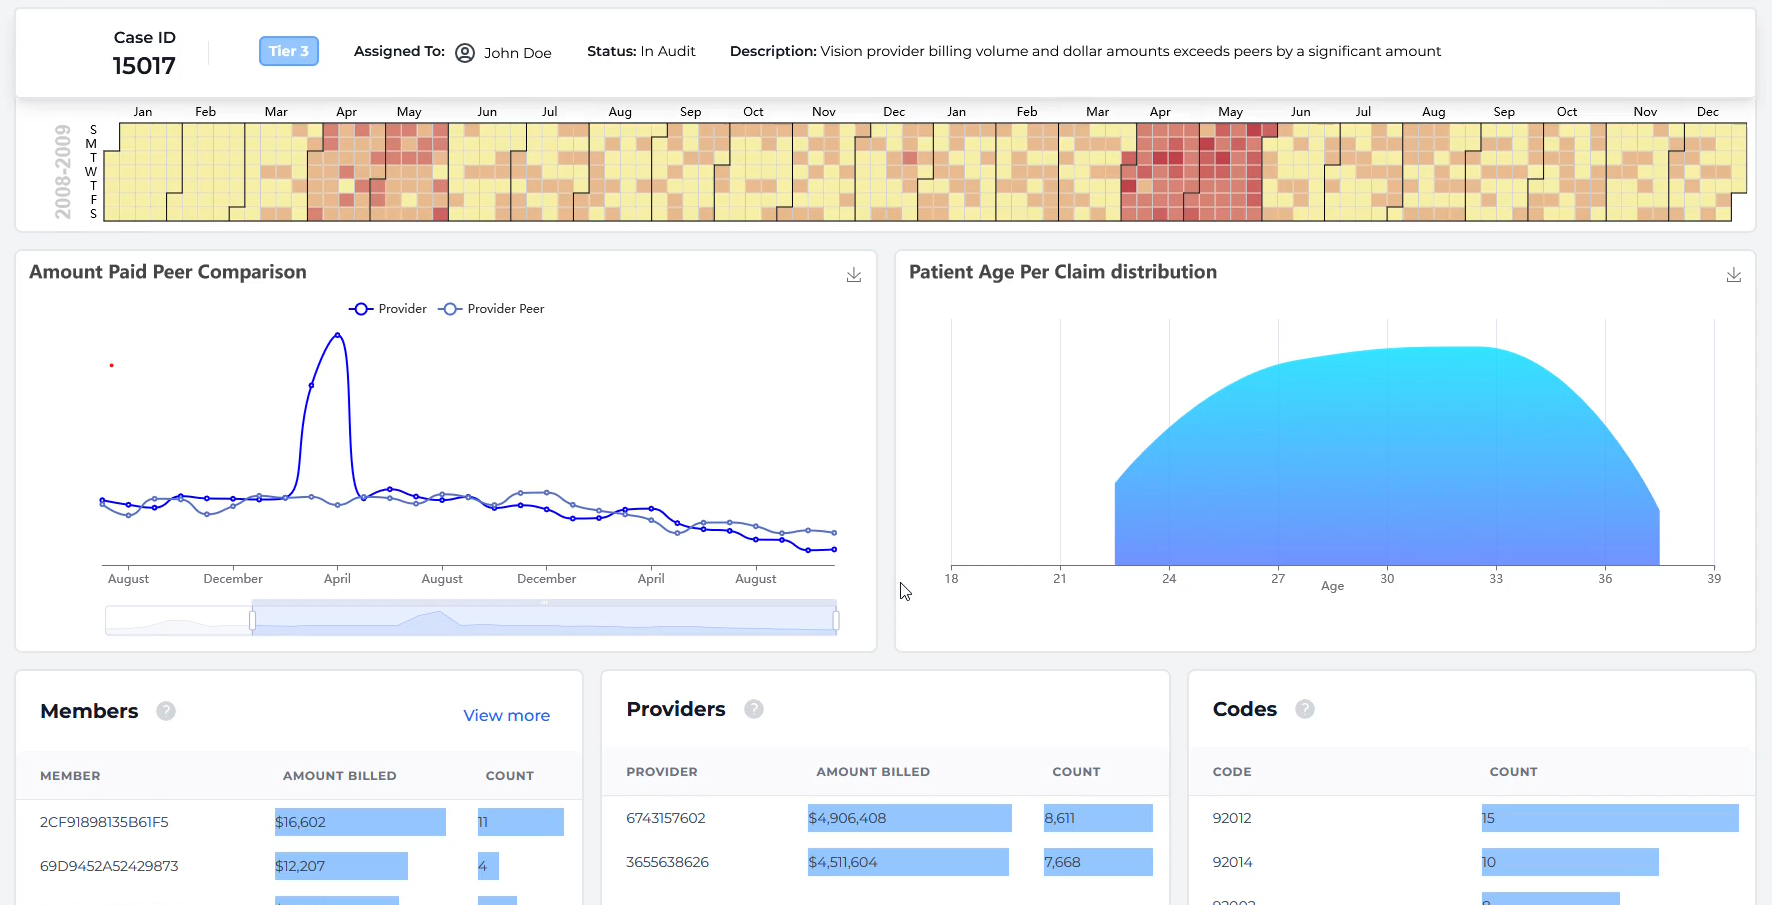 Case ID
15017
Tier 3
Assigned To: John Doe
Status: In Audit
Description: Vision provider billing volume and dollar amounts exceeds peers by a significant amount
Jan Feb Mar Apr May Jun Jul Aug Sep Oct Nov Dec Jan Feb Mar Apr May Jun Jul Aug Sep Oct Nov Dec
2008-2009
S
M
T
W
T
F
S
Amount Paid Peer Comparison
Provider Provider Peer
August December April August December April August
Patient Age Per Claim distribution
18 21 24 27 30 33 36 39
Age
Members ?
View more
MEMBER AMOUNT BILLED COUNT
2CF91898135B61F5 $16,602 11
69D9452A52429873 $12,207 4
Providers ?
PROVIDER AMOUNT BILLED COUNT
6743157602 $4,906,408 8,611
3655638626 $4,511,604 7,668
Codes ?
CODE COUNT
92012 15
92014 10